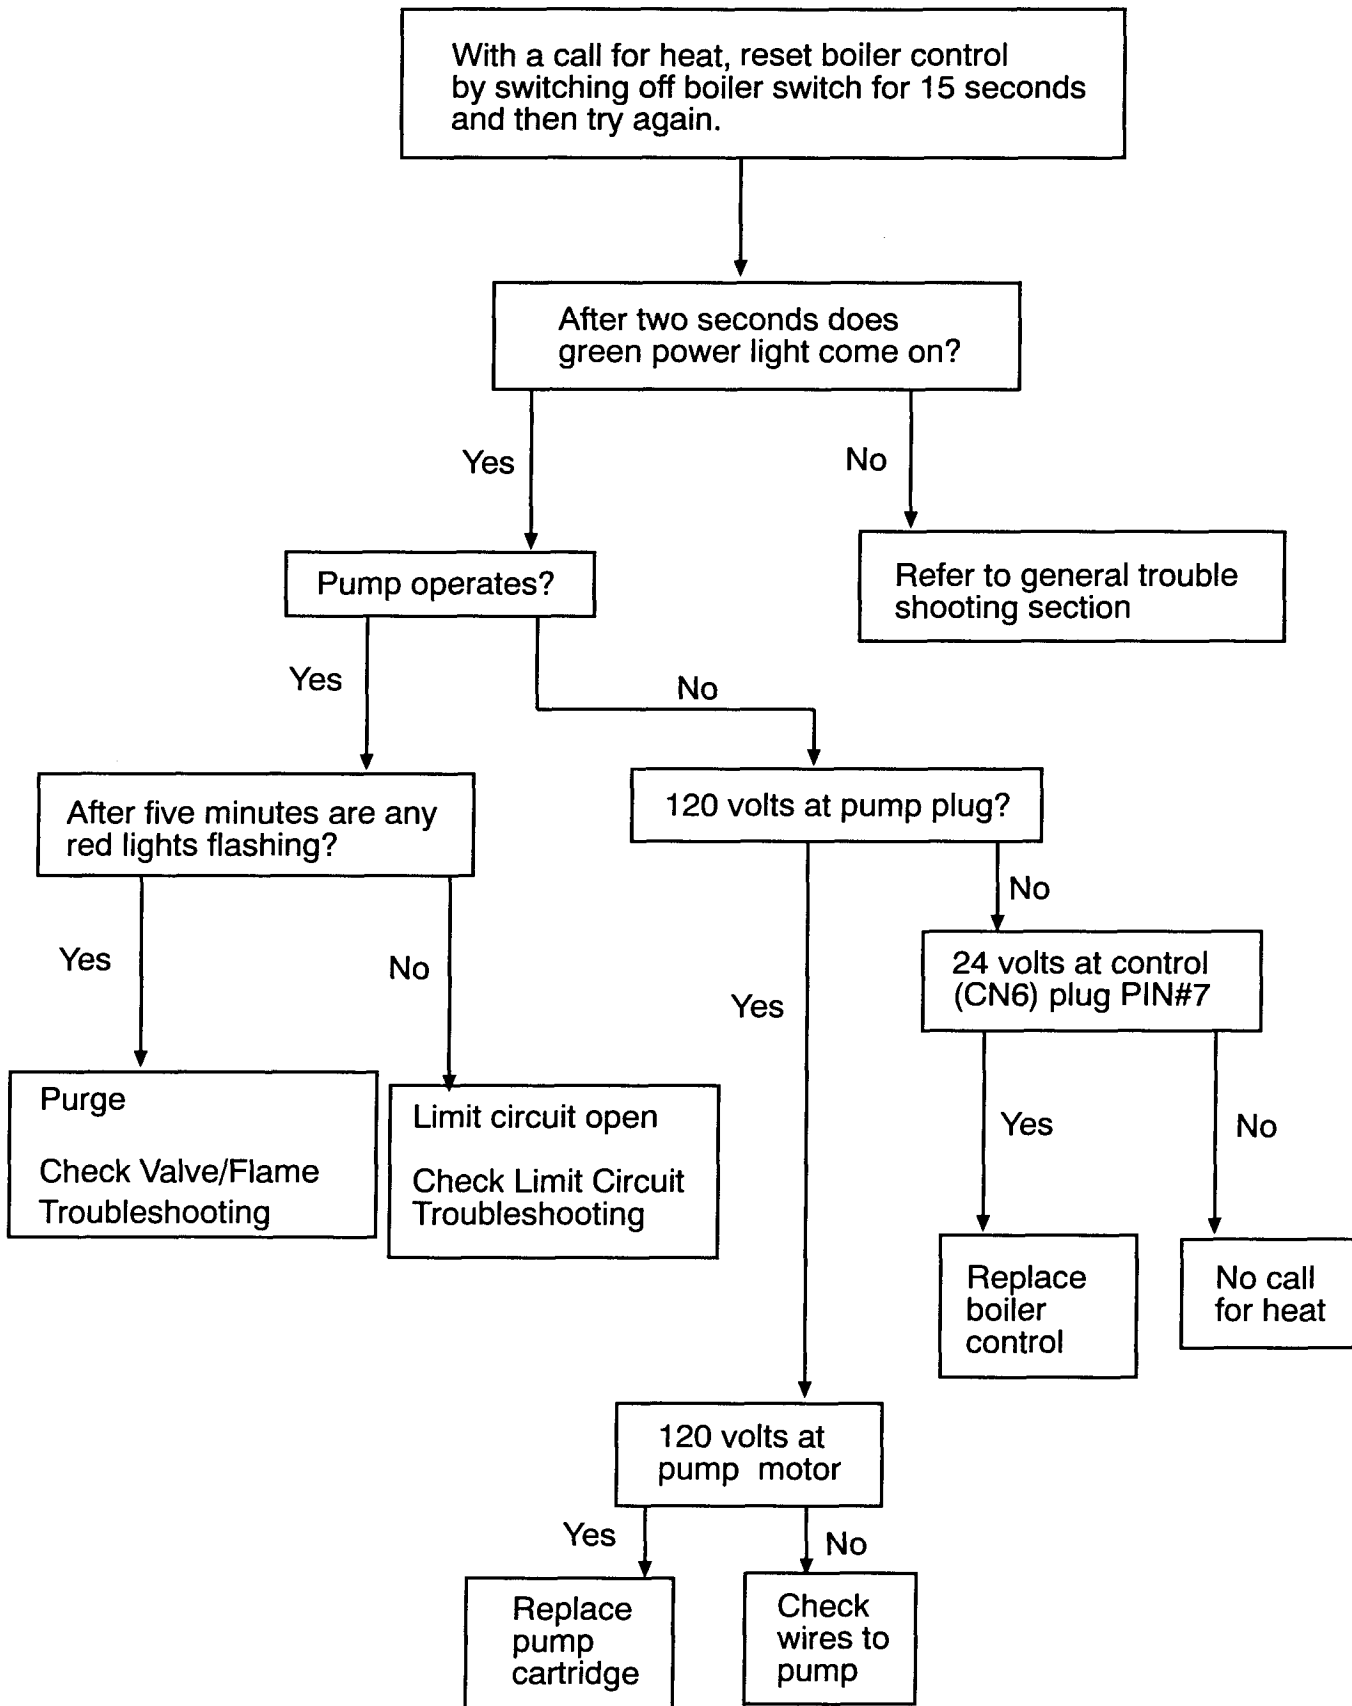 With a call for heat, reset boiler control
by switching off boiler switch for 15 seconds
and then try again.
After two seconds does
green power light come on?
Yes
No
Pump operates?
Refer to general trouble
shooting section
Yes
No
After five minutes are any
red lights flashing?
120 volts at pump plug?
Yes
No
Yes
No
24 volts at control
(CN6) plug PIN#7
Purge
Check Valve/Flame
Troubleshooting
Limit circuit open
Check Limit Circuit
Troubleshooting
Yes
No
Replace
boiler
control
No call
for heat
120 volts at
pump motor
Yes
No
Replace
pump
cartridge
Check
wires to
pump